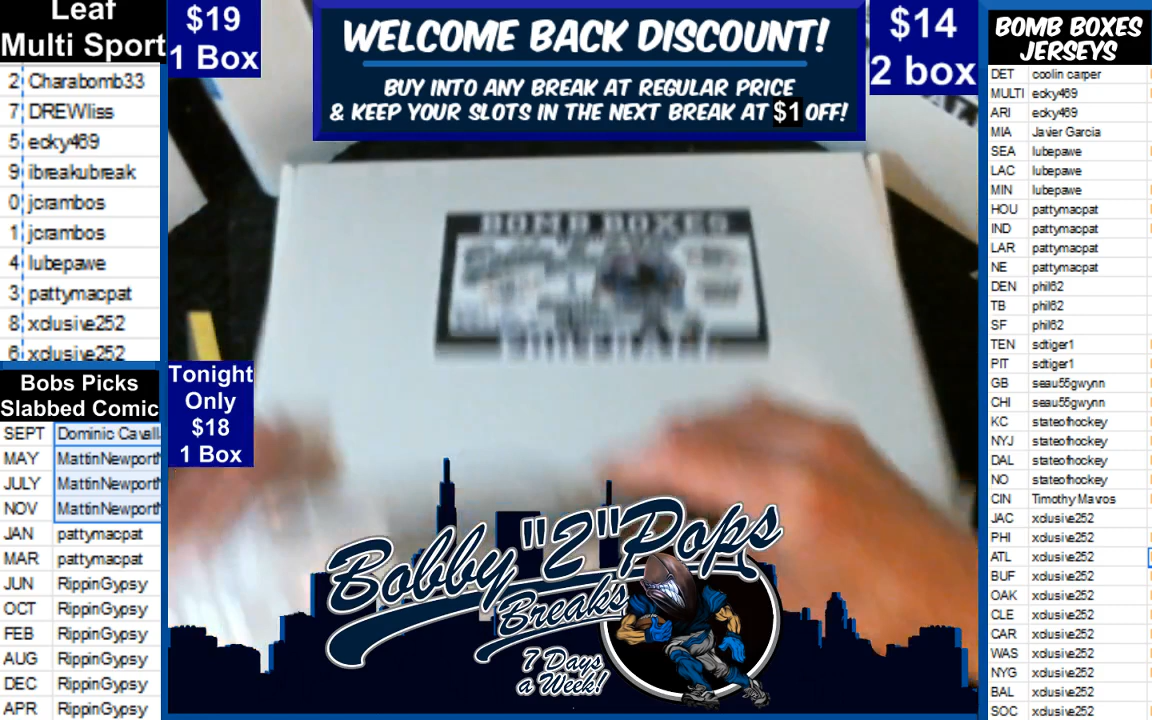 Leaf
Multi Sport
2 Charabomb33
7 DREWliss
5 ecky469
9 ibreakubreak
0 jcrambos
1 jcrambos
4 lubepawe
3 pattymacpat
8 xclusive252
6 xclusive252
Bobs Picks
Slabbed Comic
SEPT Dominic Cavall
MAY MattinNewport
JULY MattinNewport
NOV MattinNewport
JAN pattymacpat
MAR pattymacpat
JUN RippinGypsy
OCT RippinGypsy
FEB RippinGypsy
AUG RippinGypsy
DEC RippinGypsy
APR RippinGypsy
$19
1 Box
WELCOME BACK DISCOUNT!
BUY INTO ANY BREAK AT REGULAR PRICE
& KEEP YOUR SLOTS IN THE NEXT BREAK AT $1 OFF!
$14
2 box
BOMB BOXES
Tonight
Only
$18
1 Box
Bobby "2" Pops
Breaks
7 Days
a Week!
BOMB BOXES
JERSEYS
DET coolin carper
MULTI ecky469
ARI ecky469
MIA Javier Garcia
SEA lubepawe
LAC lubepawe
MIN lubepawe
HOU pattymacpat
IND pattymacpat
LAR pattymacpat
NE pattymacpat
DEN phil62
TB phil62
SF phil62
TEN sdtiger1
PIT sdtiger1
GB seau55gwynn
CHI seau55gwynn
KC stateofhockey
NYJ stateofhockey
DAL stateofhockey
NO stateofhockey
CIN Timothy Mavros
JAC xclusive252
PHI xclusive252
ATL xclusive252
BUF xclusive252
OAK xclusive252
CLE xclusive252
CAR xclusive252
WAS xclusive252
NYG xclusive252
BAL xclusive252
SOC xclusive252